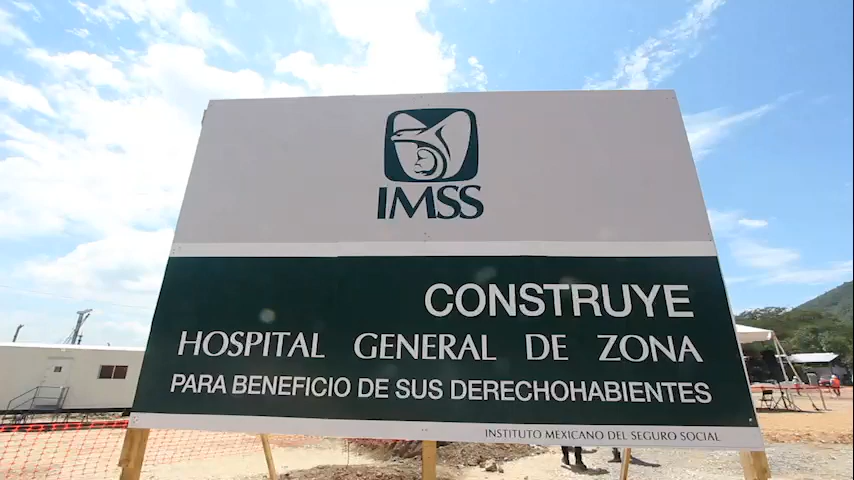 IMSS
CONSTRUYE
HOSPITAL GENERAL DE ZONA
PARA BENEFICIO DE SUS DERECHOHABIENTES
INSTITUTO MEXICANO DEL SEGURO SOCIAL